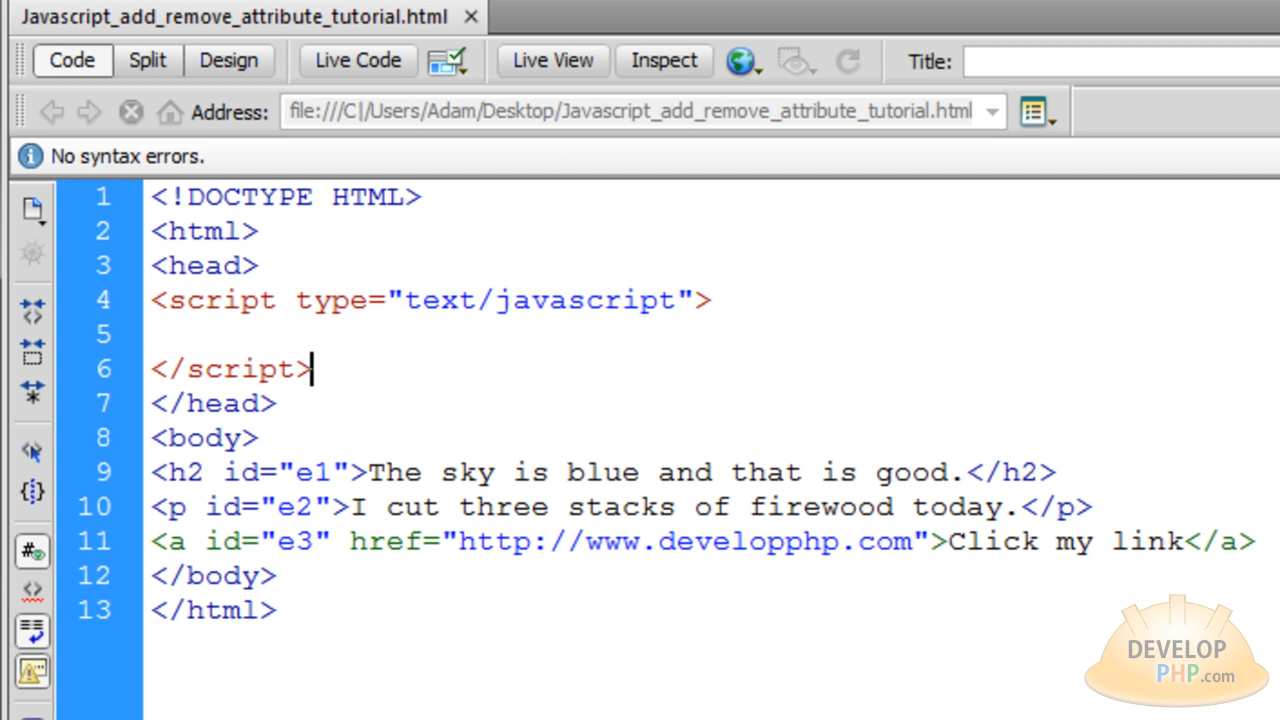 Javascript_add_remove_attribute_tutorial.html
Code Split Design Live Code Live View Inspect Title:
Address: file:///C|/Users/Adam/Desktop/Javascript_add_remove_attribute_tutorial.html
No syntax errors.
1 <!DOCTYPE HTML>
2 <html>
3 <head>
4 <script type="text/javascript">
5
6 </script>
7 </head>
8 <body>
9 <h2 id="e1">The sky is blue and that is good.</h2>
10 <p id="e2">I cut three stacks of firewood today.</p>
11 <a id="e3" href="http://www.developphp.com">Click my link</a>
12 </body>
13 </html>
DEVELOP
PHP.com